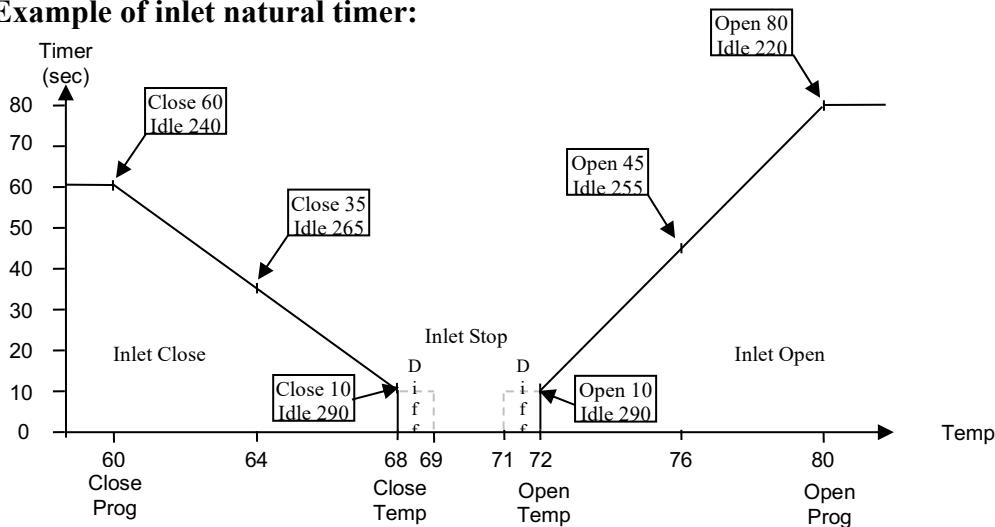 Example of inlet natural timer:
Timer
(sec)
Open 80
Idle 220
Close 60
Idle 240
Open 45
Idle 255
Close 35
Idle 265
80
70
60
50
40
30
20
10
0
Inlet Close
Inlet Stop
Inlet Open
Diff
Diff
Close 10
Idle 290
Open 10
Idle 290
Temp
60
64
68
69
71
72
76
80
Close
Prog
Close
Temp
Open
Temp
Open
Prog